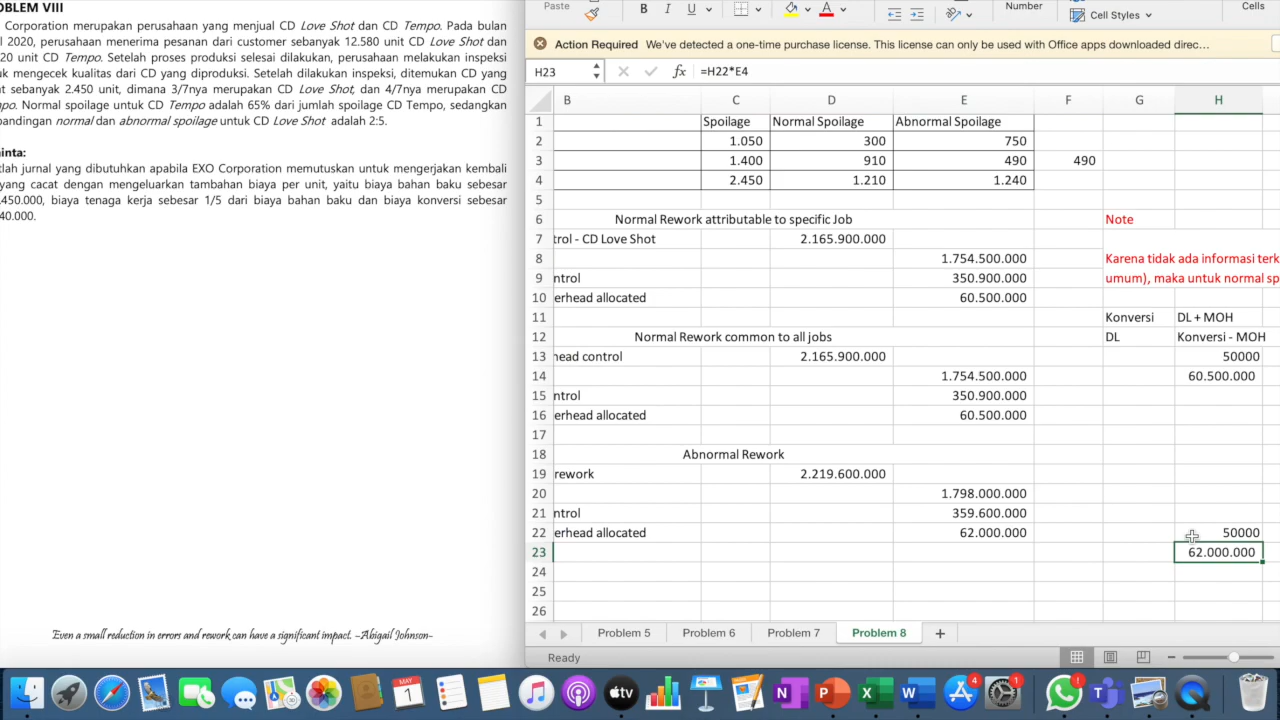 OBLEM VIII
Corporation merupakan perusahaan yang menjual CD Love Shot dan CD Tempo. Pada bulan
l 2020, perusahaan menerima pesanan dari customer sebanyak 12.580 unit CD Love Shot dan
20 unit CD Tempo. Setelah proses produksi selesai dilakukan, perusahaan melakukan inspeksi
uk mengecek kualitas dari CD yang diproduksi. Setelah dilakukan inspeksi, ditemukan CD yang
at sebanyak 2.450 unit, dimana 3/7nya merupakan CD Love Shot, dan 4/7nya merupakan CD
mpo. Normal spoilage untuk CD Tempo adalah 65% dari jumlah spoilage CD Tempo, sedangkan
bandingan normal dan abnormal spoilage untuk CD Love Shot adalah 2:5.
inta:
tlah jurnal yang dibutuhkan apabila EXO Corporation memutuskan untuk mengerjakan kembali
yang cacat dengan mengeluarkan tambahan biaya per unit, yaitu biaya bahan baku sebesar
.450.000, biaya tenaga kerja sebesar 1/5 dari biaya bahan baku dan biaya konversi sebesar
40.000.
Even a small reduction in errors and rework can have a significant impact. –Abigail Johnson–
Paste B I U Number Cell Styles Cells
Action Required We've detected a one-time purchase license. This license can only be used with Office apps downloaded direc...
H23 fx =H22*E4
B C D E F G H
1 Spoilage Normal Spoilage Abnormal Spoilage
2 1.050 300 750
3 1.400 910 490 490
4 2.450 1.210 1.240
5
6 Normal Rework attributable to specific Job Note
7 trol - CD Love Shot 2.165.900.000
8 1.754.500.000 Karena tidak ada informasi terk
9 ntrol 350.900.000 umum), maka untuk normal sp
10 erhead allocated 60.500.000
11 Konversi DL + MOH
12 Normal Rework common to all jobs DL Konversi - MOH
13 head control 2.165.900.000 50000
14 1.754.500.000 60.500.000
15 ntrol 350.900.000
16 erhead allocated 60.500.000
17
18 Abnormal Rework
19 rework 2.219.600.000
20 1.798.000.000
21 ntrol 359.600.000
22 erhead allocated 62.000.000 50000
23 62.000.000
24
25
26
Problem 5 Problem 6 Problem 7 Problem 8 +
Ready
MAY 1 tv N P X W 4 1 1 T